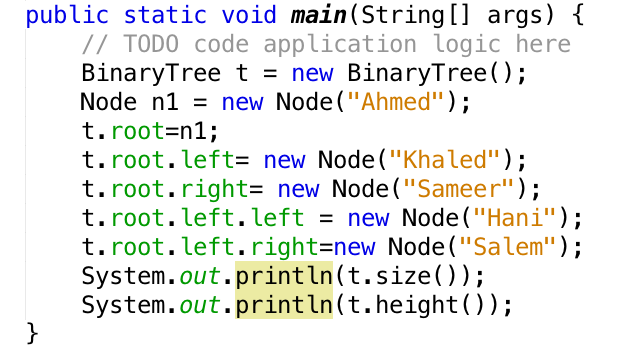 public static void main(String[] args) {
// TODO code application logic here
BinaryTree t = new BinaryTree();
Node n1 = new Node("Ahmed");
t.root=n1;
t.root.left= new Node("Khaled");
t.root.right= new Node("Sameer");
t.root.left.left = new Node("Hani");
t.root.left.right=new Node("Salem");
System.out.println(t.size());
System.out.println(t.height());
}